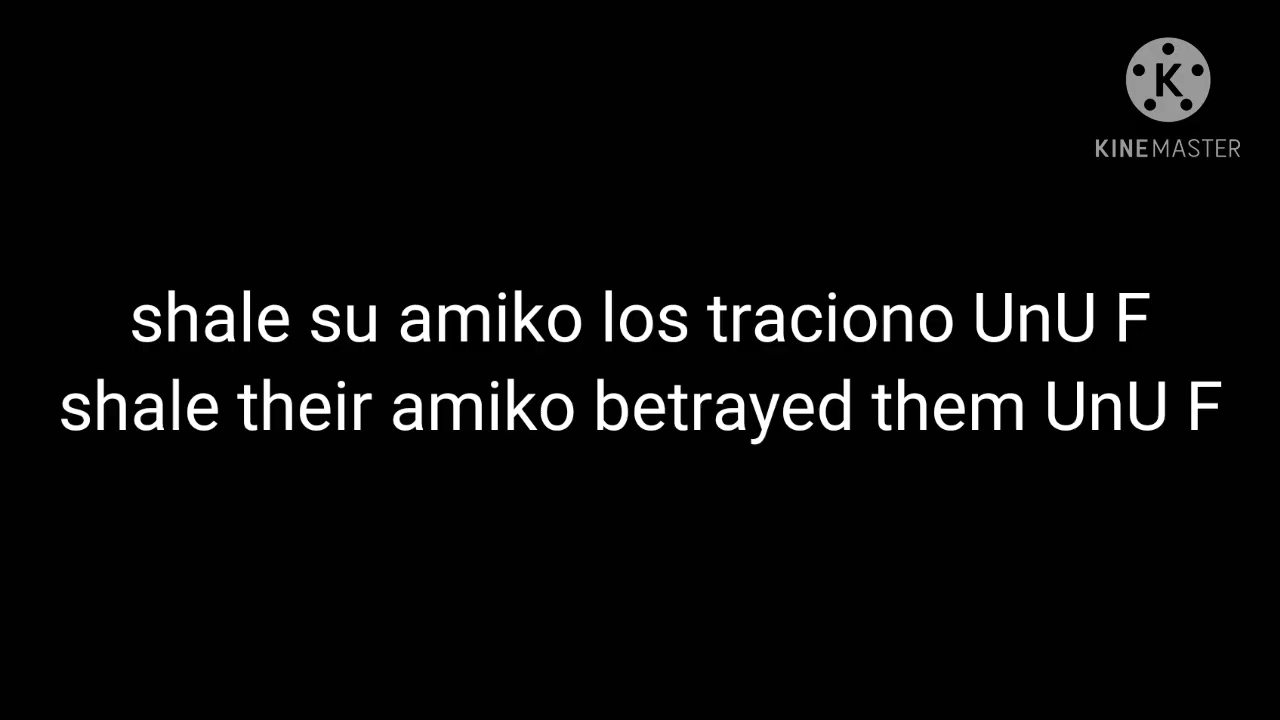 K
KINEMASTER
shale su amiko los traciono UnU F
shale their amiko betrayed them UnU F